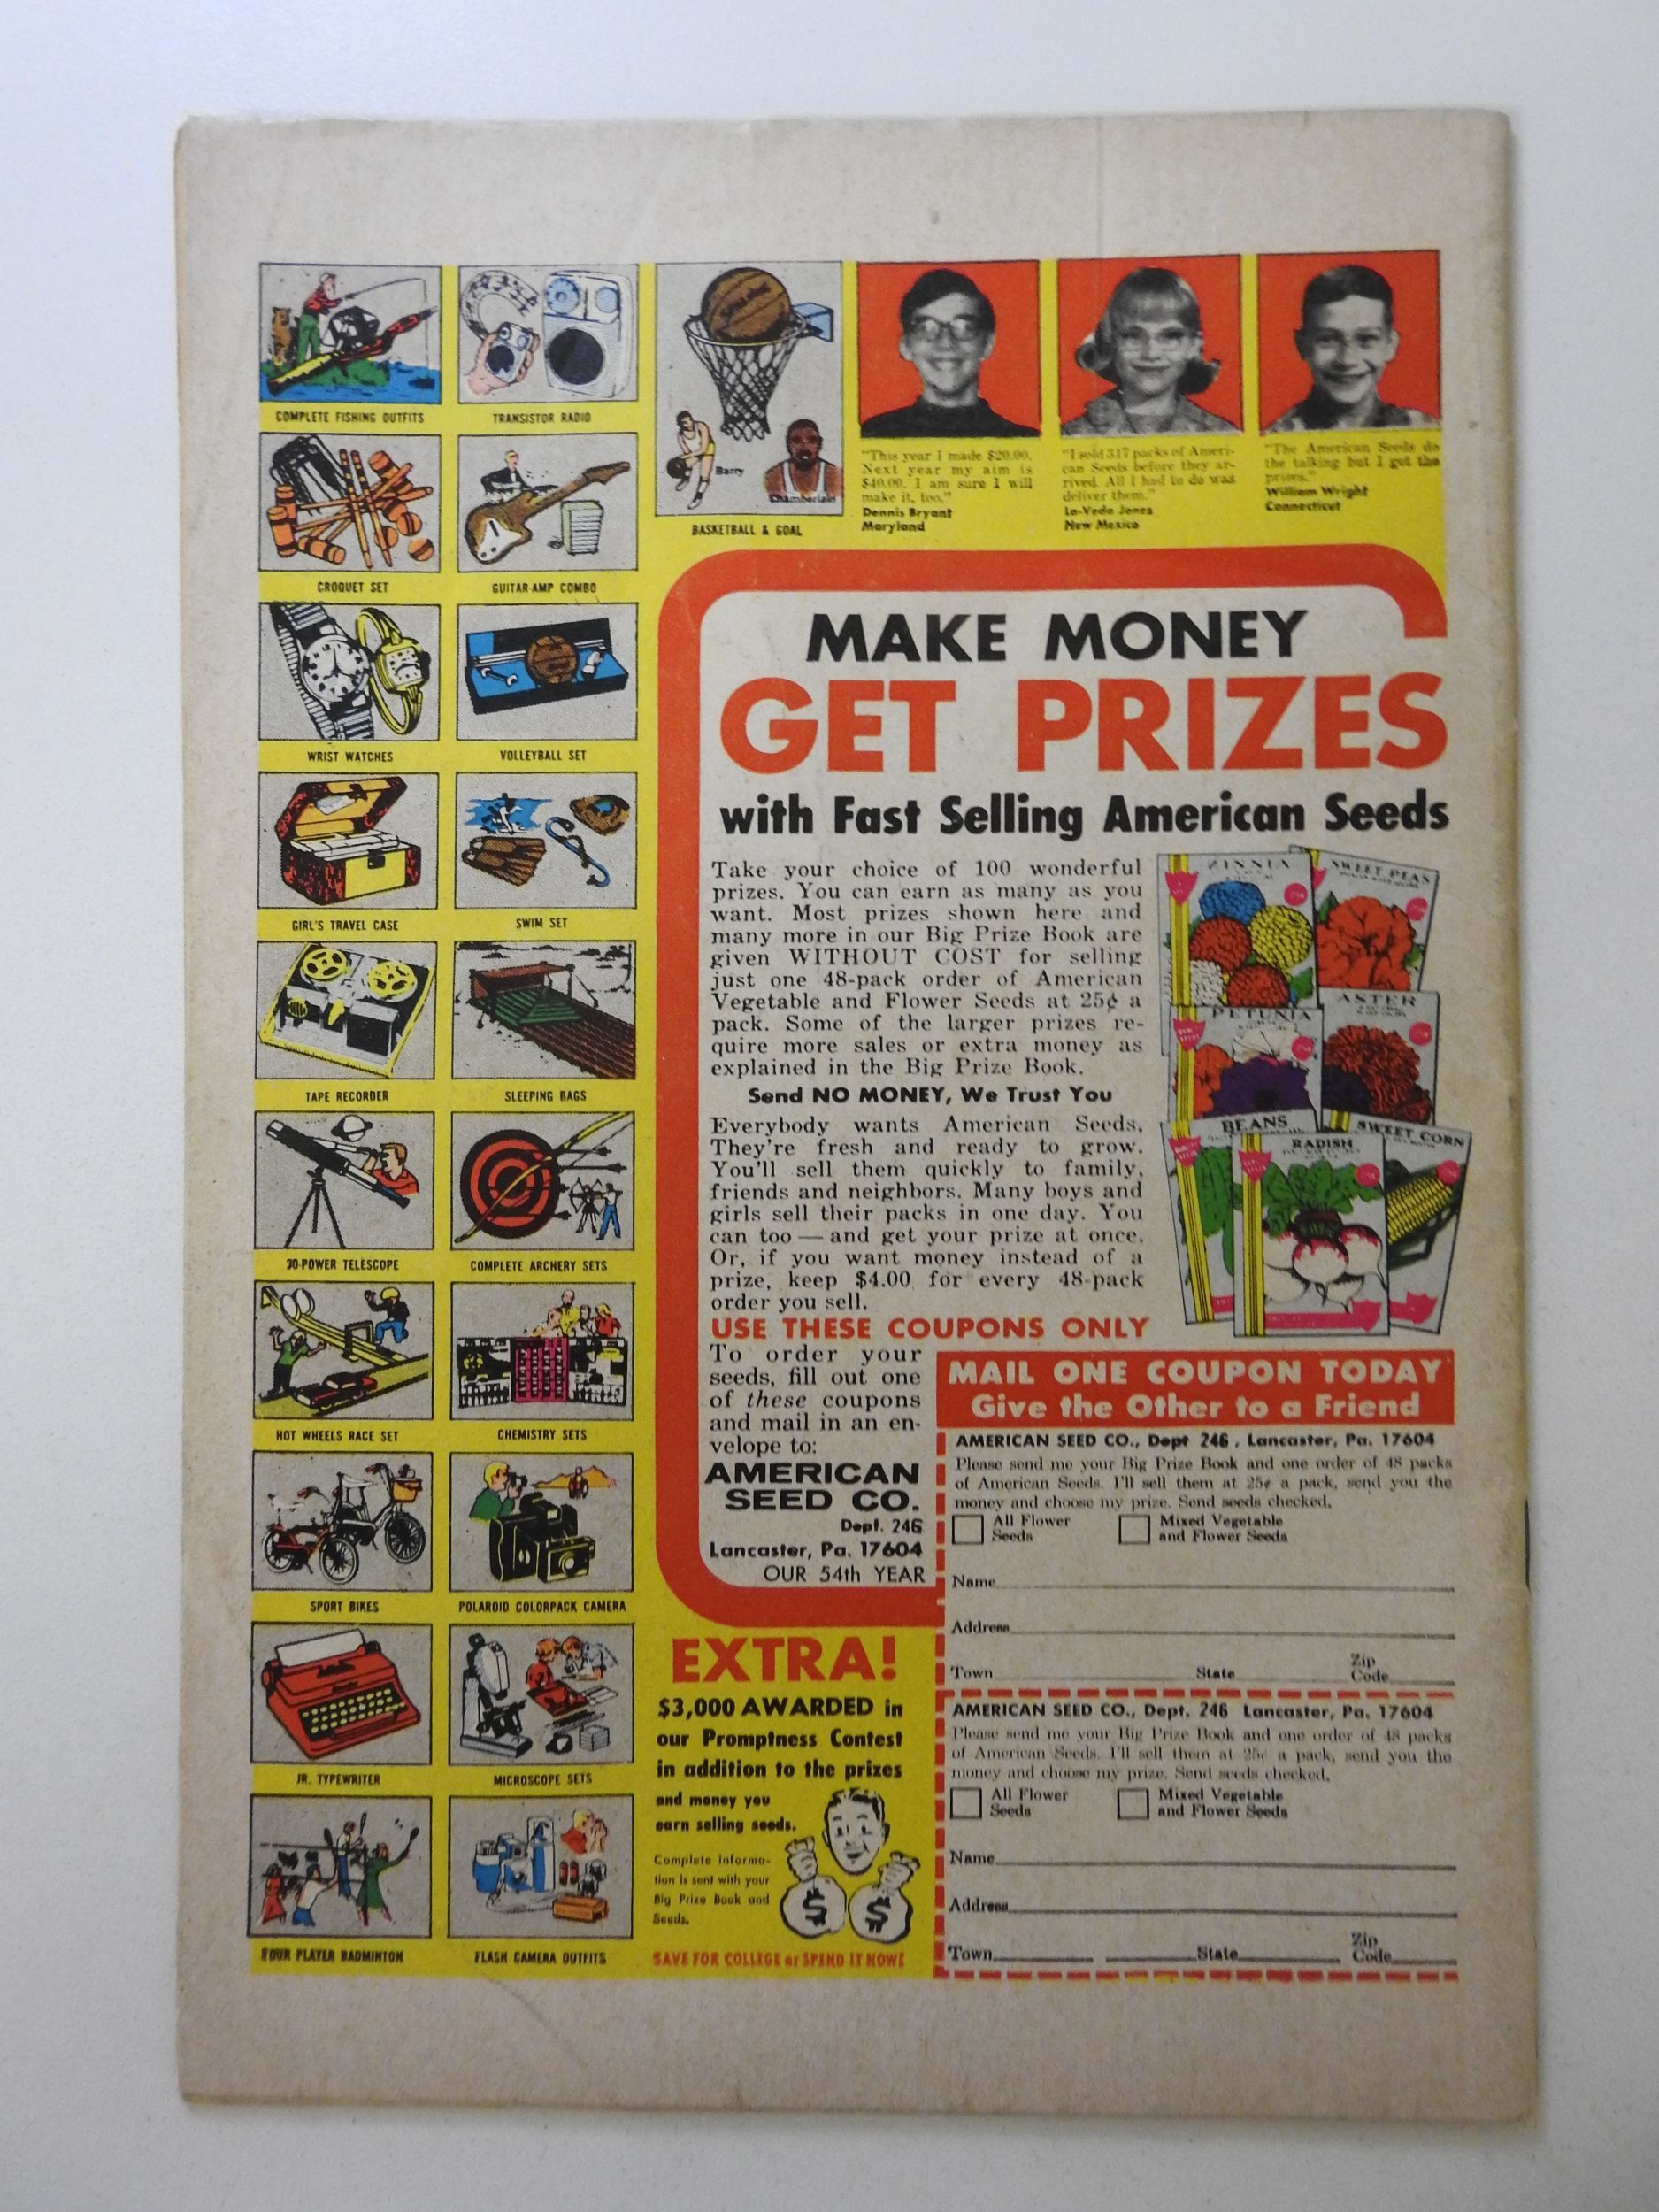 COMPLETE FISHING OUTFITS
TRANSISTOR RADIO
CROQUET SET
GUITAR-AMP COMBO
WRIST WATCHES
VOLLEYBALL SET
GIRL'S TRAVEL CASE
SWIM SET
TAPE RECORDER
SLEEPING BAGS
30-POWER TELESCOPE
COMPLETE ARCHERY SETS
HOT WHEELS RACE SET
CHEMISTRY SETS
SPORT BIKES
POLAROID COLORPACK CAMERA
JR. TYPEWRITER
MICROSCOPE SETS
FOUR PLAYER BADMINTON
FLASH CAMERA OUTFITS
Barry
Chamberlain
BASKETBALL & GOAL
"This year I made $20.00.
Next year my aim is
$40.00. I am sure I will
make it, too."
Dennis Bryant
Maryland
"I sold 317 packs of Ameri-
can Seeds before they ar-
rived. All I had to do was
deliver them."
La-Veda Jones
New Mexico
"The American Seeds do
the talking but I get the
prizes."
William Wright
Connecticut
MAKE MONEY
GET PRIZES
with Fast Selling American Seeds
Take your choice of 100 wonderful
prizes. You can earn as many as you
want. Most prizes shown here and
many more in our Big Prize Book are
given WITHOUT COST for selling
just one 48-pack order of American
Vegetable and Flower Seeds at 25¢ a
pack. Some of the larger prizes re-
quire more sales or extra money as
explained in the Big Prize Book.
Send NO MONEY, We Trust You
Everybody wants American Seeds.
They're fresh and ready to grow.
You'll sell them quickly to family,
friends and neighbors. Many boys and
girls sell their packs in one day. You
can too — and get your prize at once.
Or, if you want money instead of a
prize, keep $4.00 for every 48-pack
order you sell.
ZINNIA
SWEET PEAS
PETUNIA
ASTER
BEANS
RADISH
SWEET CORN
USE THESE COUPONS ONLY
To order your
seeds, fill out one
of these coupons
and mail in an en-
velope to:
AMERICAN
SEED CO.
Dept. 246
Lancaster, Pa. 17604
OUR 54th YEAR
EXTRA!
$3,000 AWARDED in
our Promptness Contest
in addition to the prizes
and money you
earn selling seeds.
Complete informa-
tion is sent with your
Big Prize Book and
Seeds.
$ $
SAVE FOR COLLEGE or SPEND IT NOW!
MAIL ONE COUPON TODAY
Give the Other to a Friend
AMERICAN SEED CO., Dept 246, Lancaster, Pa. 17604
Please send me your Big Prize Book and one order of 48 packs
of American Seeds. I'll sell them at 25¢ a pack, send you the
money and choose my prize. Send seeds checked.
All Flower Seeds
Mixed Vegetable and Flower Seeds
Name
Address
Town State Zip Code
AMERICAN SEED CO., Dept. 246 Lancaster, Pa. 17604
Please send me your Big Prize Book and one order of 48 packs
of American Seeds. I'll sell them at 25¢ a pack, send you the
money and choose my prize. Send seeds checked.
All Flower Seeds
Mixed Vegetable and Flower Seeds
Name
Address
Town State Zip Code